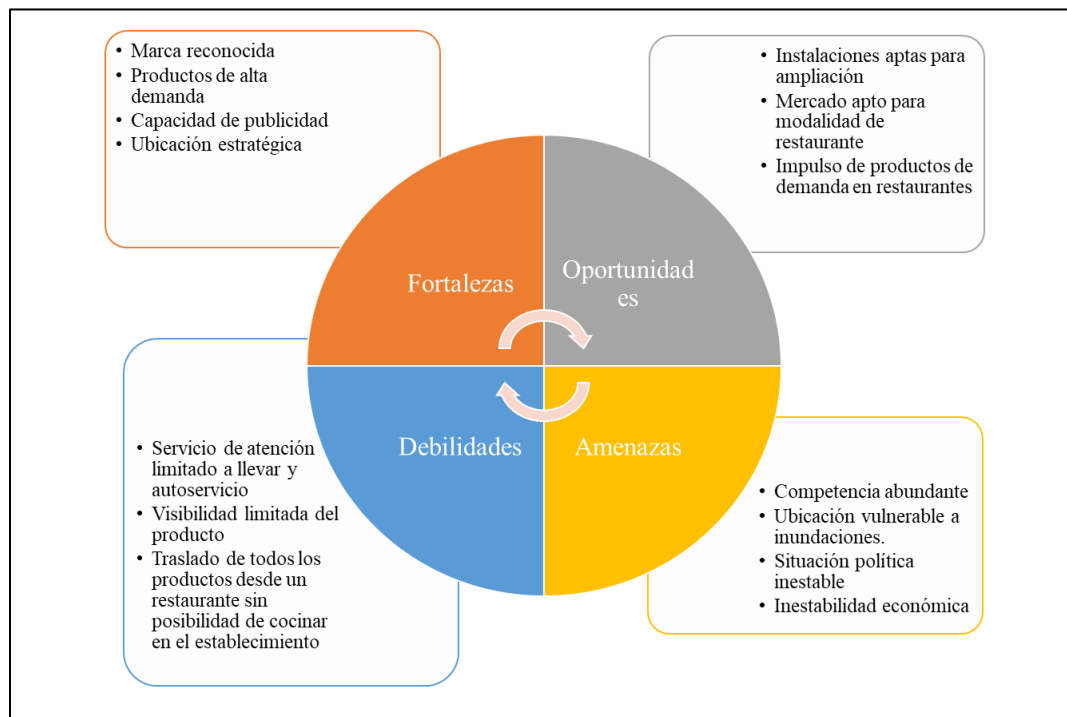 • Marca reconocida
• Productos de alta
demanda
• Capacidad de publicidad
• Ubicación estratégica
• Instalaciones aptas para
ampliación
• Mercado apto para
modalidad de
restaurante
• Impulso de productos de
demanda en restaurantes
Fortalezas
Oportunidad
es
Debilidades
Amenazas
• Servicio de atención
limitado a llevar y
autoservicio
• Visibilidad limitada del
producto
• Traslado de todos los
productos desde un
restaurante sin
posibilidad de cocinar
en el establecimiento
• Competencia abundante
• Ubicación vulnerable a
inundaciones.
• Situación política
inestable
• Inestabilidad económica